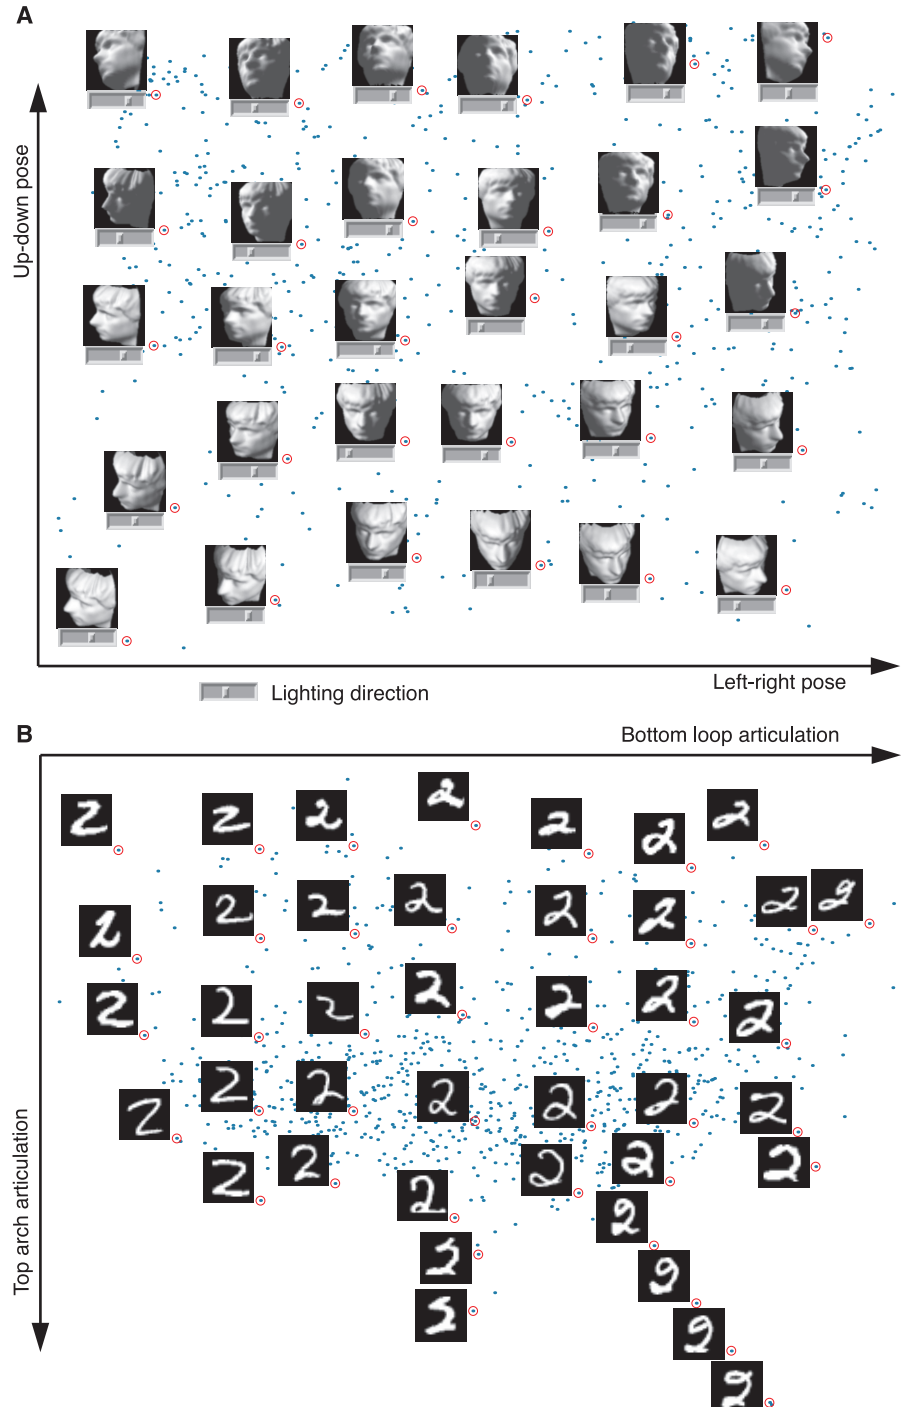 A
Up-down pose
Lighting direction
Left-right pose
B
Bottom loop articulation
Top arch articulation